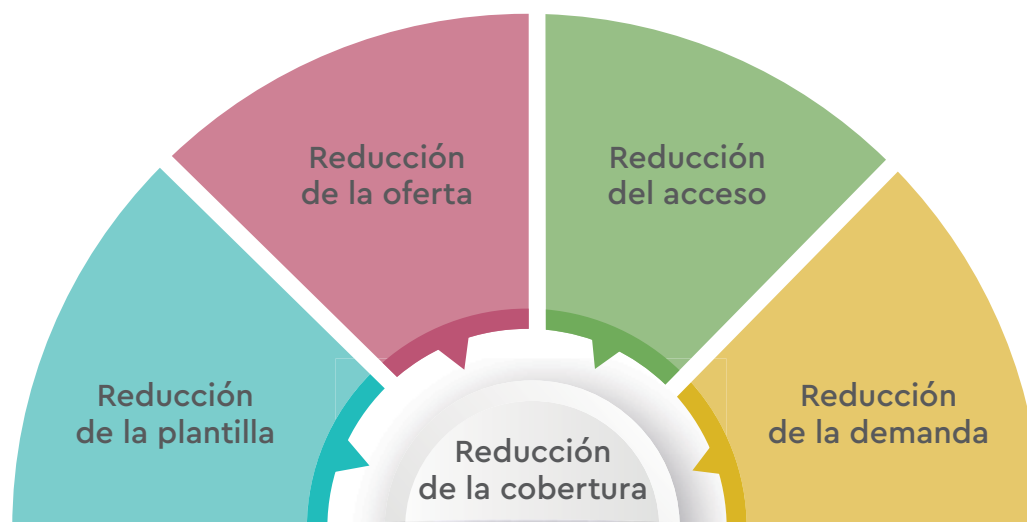 Reducción
de la oferta
Reducción
del acceso
Reducción
de la plantilla
Reducción
de la demanda
Reducción
de la cobertura